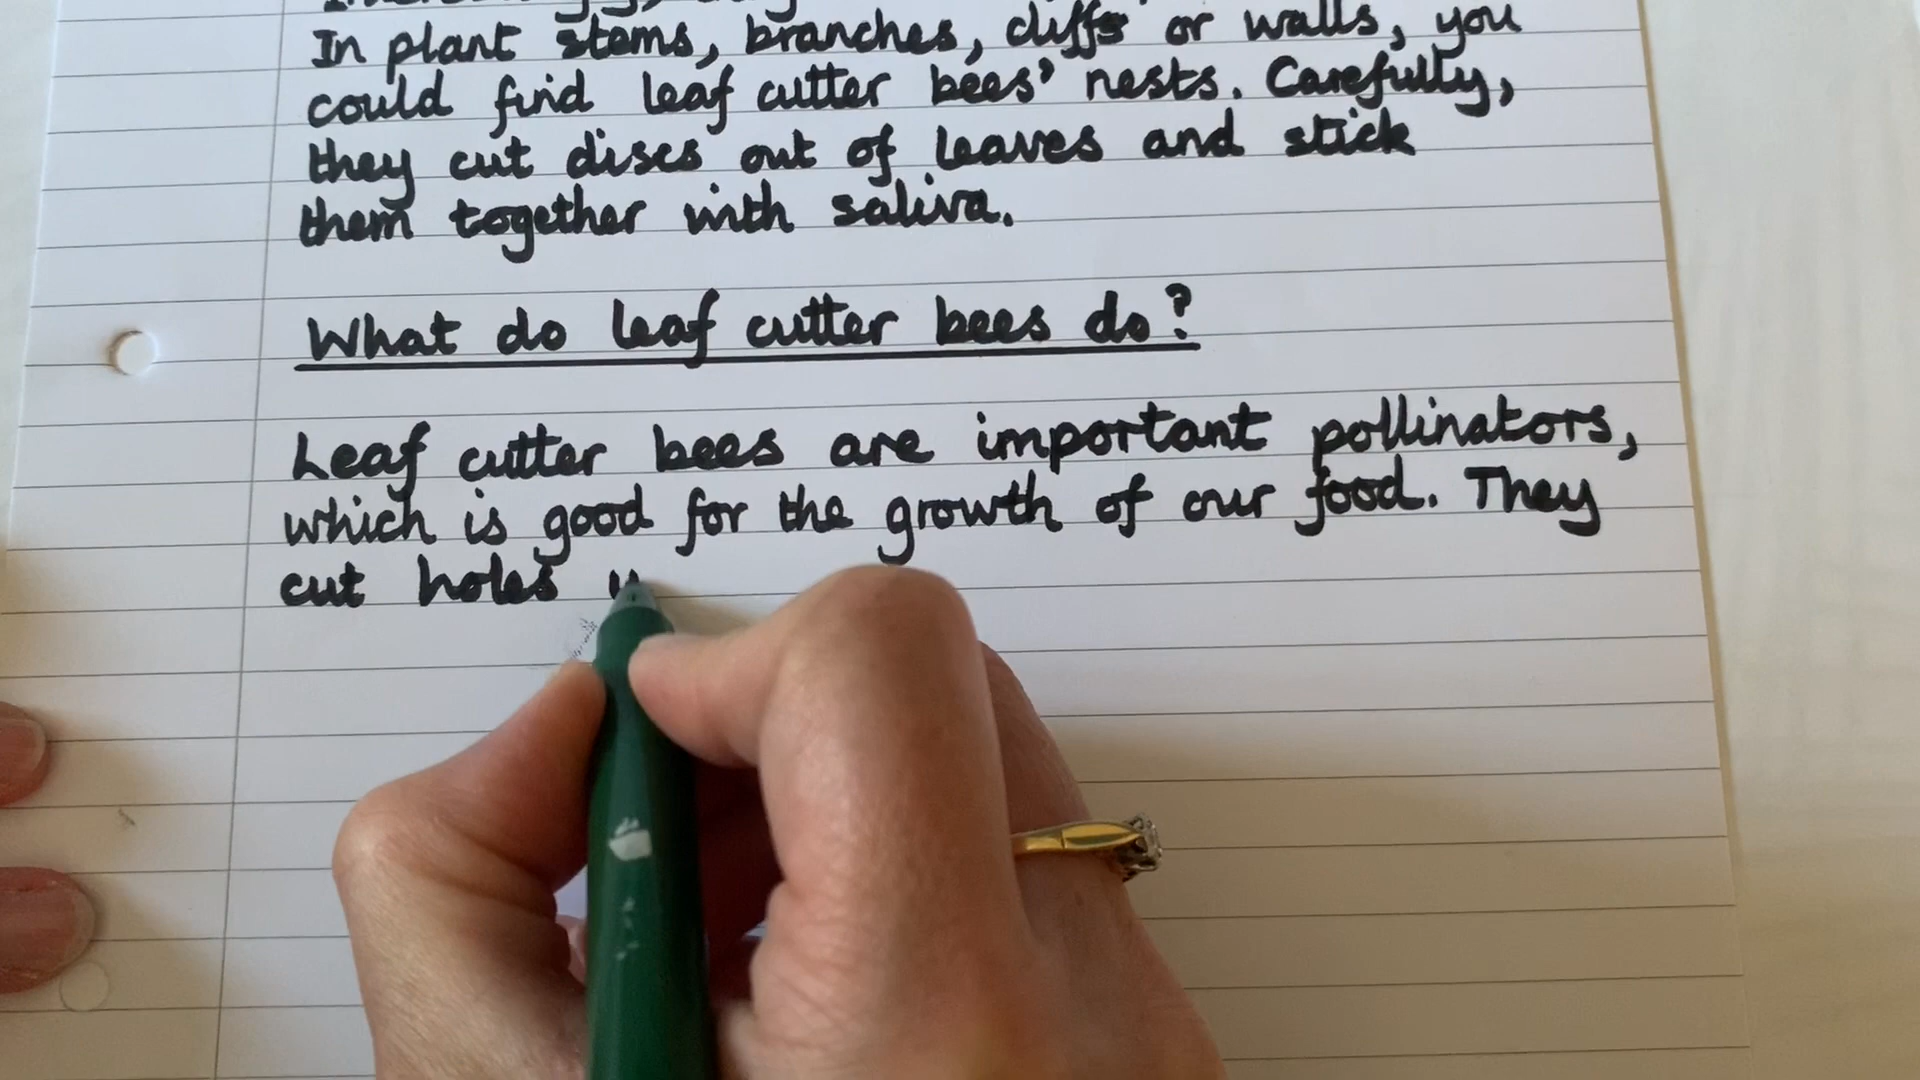 In plant stems, branches, cliffs or walls, you
could find leaf cutter bees' nests. Carefully,
they cut discs out of leaves and stick
them together with saliva.
What do leaf cutter bees do?
Leaf cutter bees are important pollinators,
which is good for the growth of our food. They
cut holes